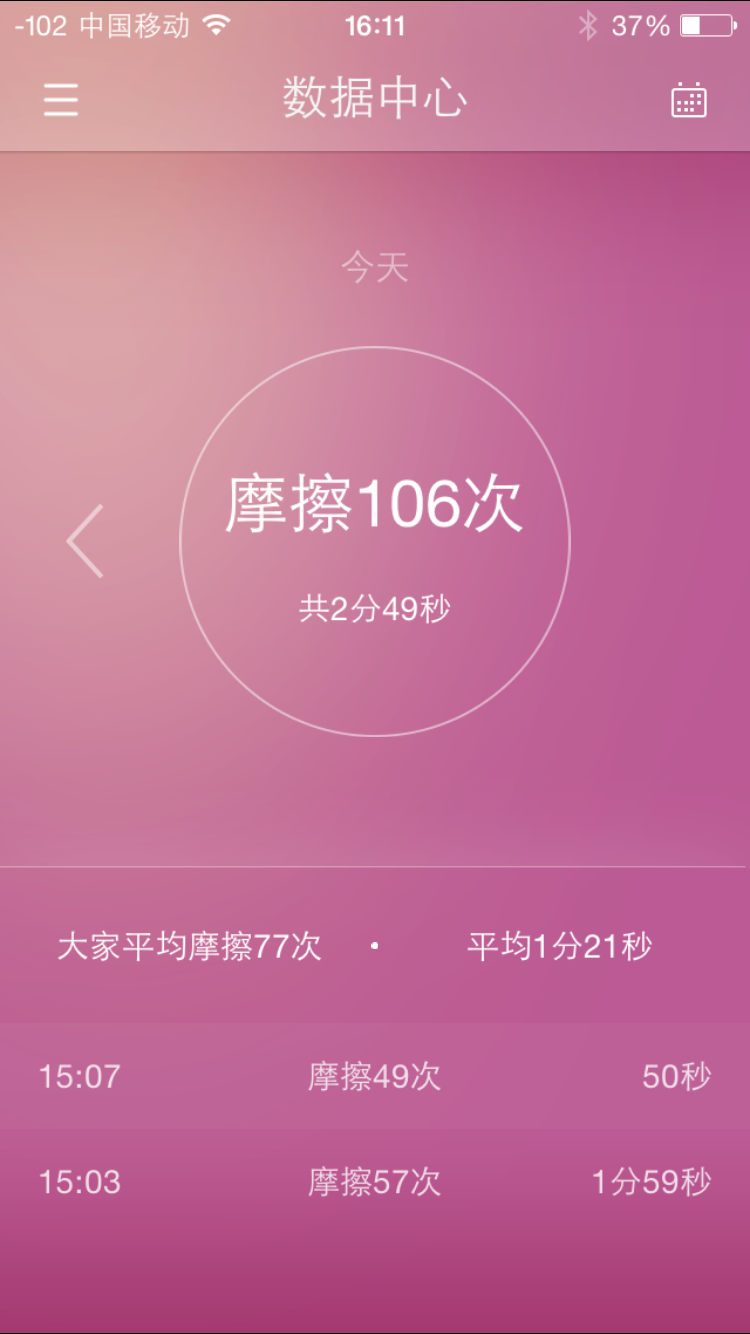 -102 中国移动 16:11 37%
数据中心
今天
摩擦106次
共2分49秒
大家平均摩擦77次 • 平均1分21秒
15:07 摩擦49次 50秒
15:03 摩擦57次 1分59秒